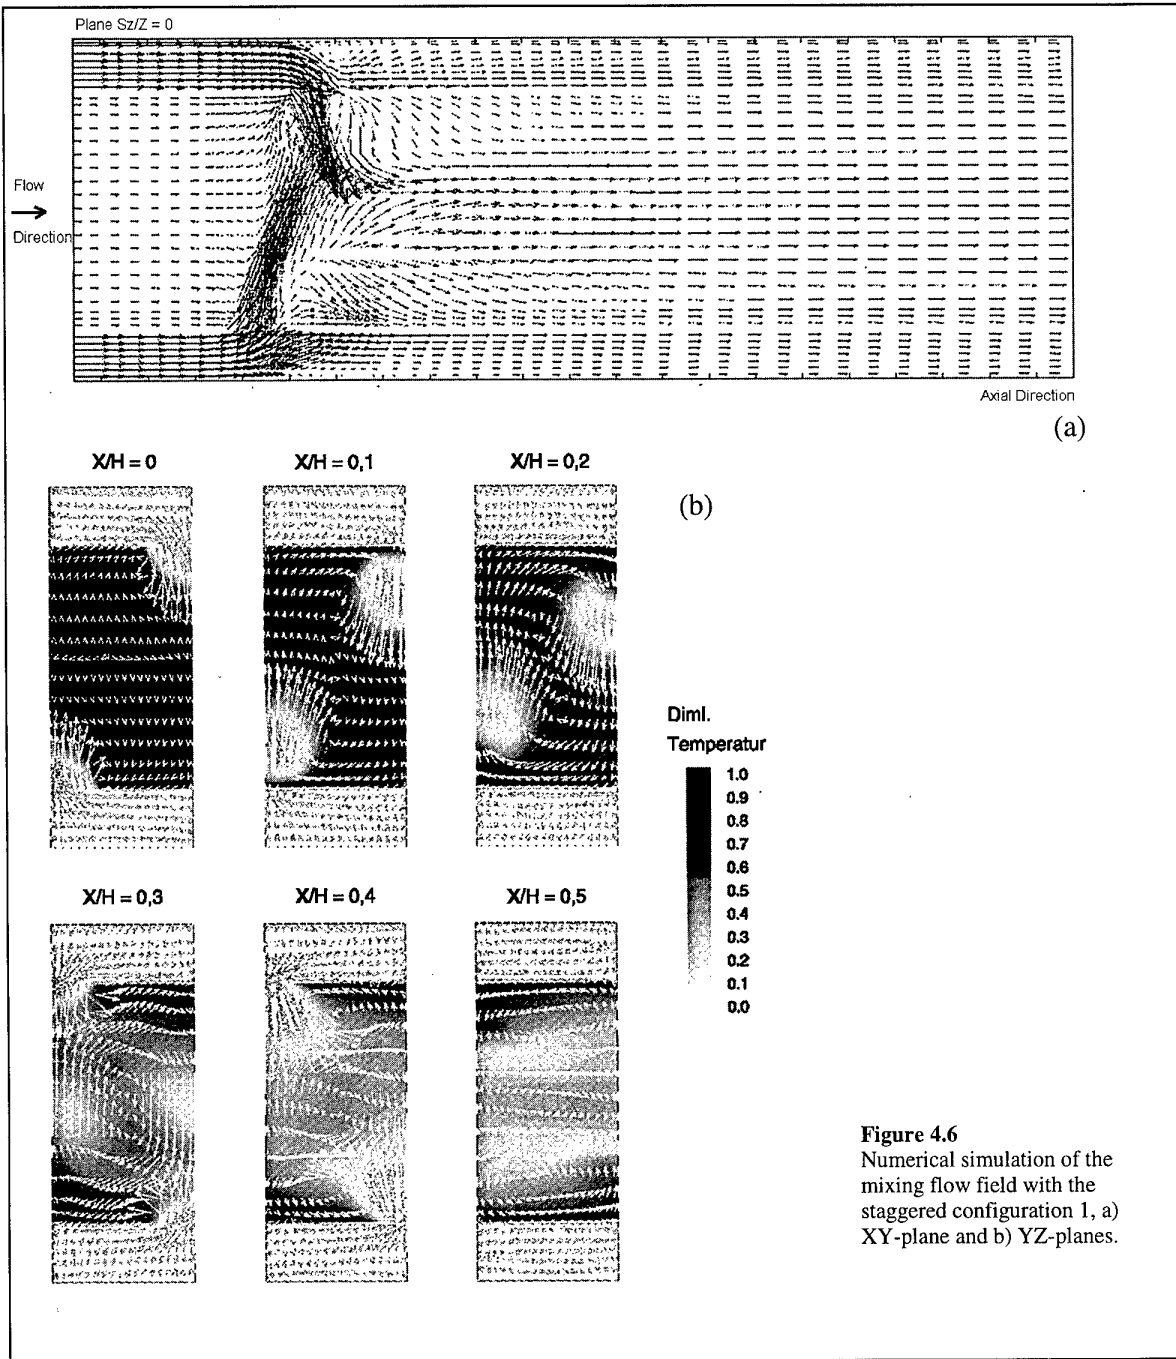 Plane Sz/Z = 0
Flow
Direction
Axial Direction
(a)
X/H = 0
X/H = 0,1
X/H = 0,2
(b)
Diml.
Temperatur
1.0
0.9
0.8
0.7
0.6
0.5
0.4
0.3
0.2
0.1
0.0
X/H = 0,3
X/H = 0,4
X/H = 0,5
Figure 4.6
Numerical simulation of the
mixing flow field with the
staggered configuration 1, a)
XY-plane and b) YZ-planes.